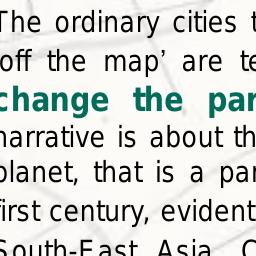 The ordinary cities
off the map’ are
change the par
narrative is about th
planet, that is a par
first century, evident
South-East Asia, C